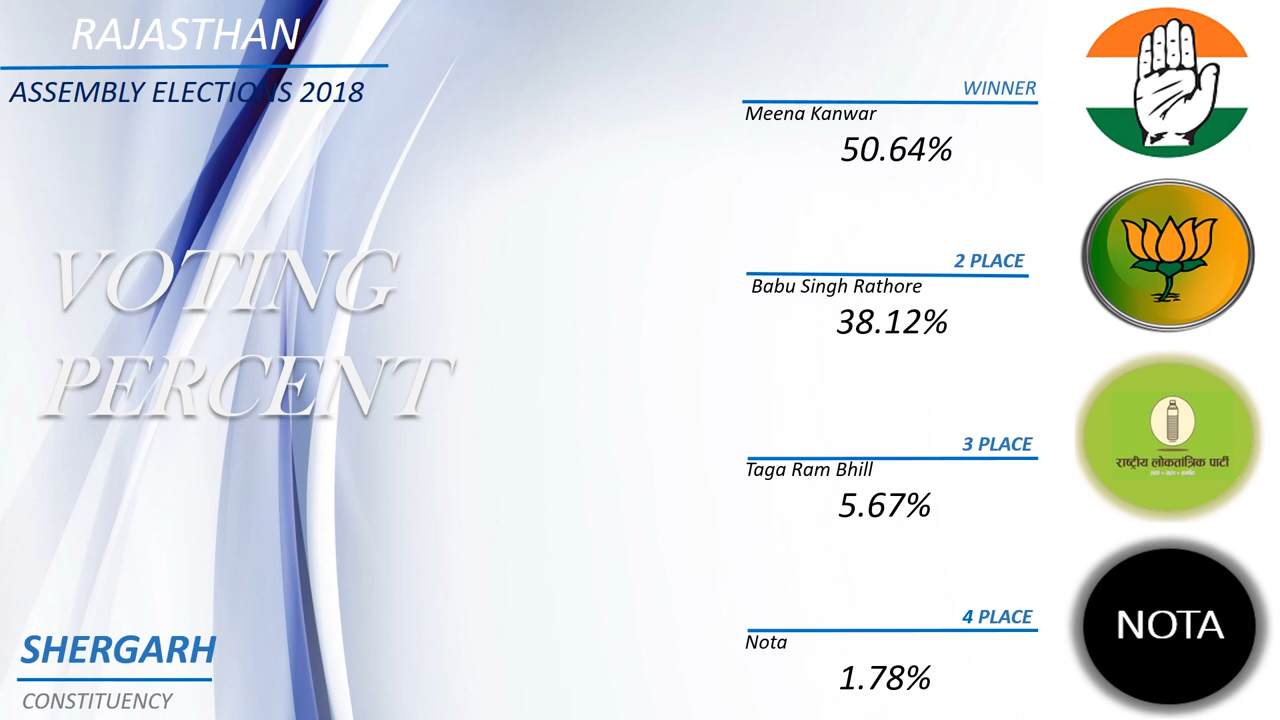 RAJASTHAN
ASSEMBLY ELECTIONS 2018
VOTING
PERCENT
SHERGARH
CONSTITUENCY
WINNER
Meena Kanwar
50.64%
2 PLACE
Babu Singh Rathore
38.12%
3 PLACE
Taga Ram Bhill
5.67%
राष्ट्रीय लोकतांत्रिक पार्टी
4 PLACE
Nota
1.78%
NOTA